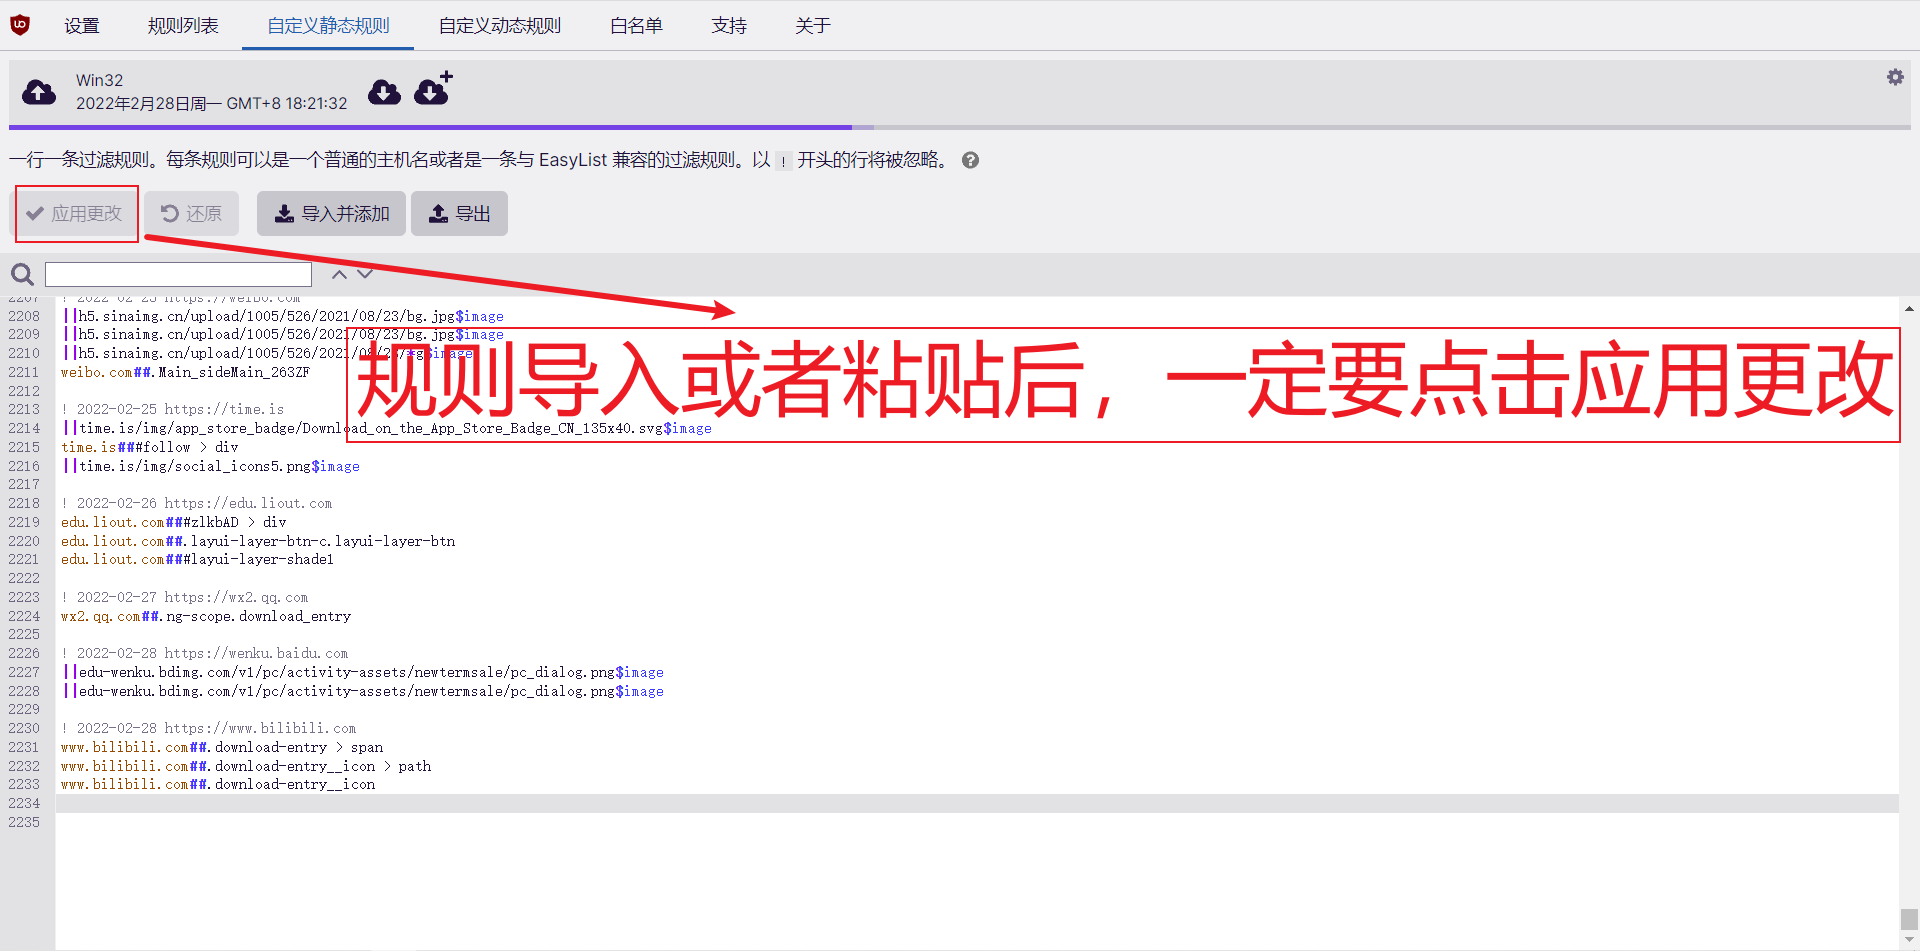 设置 规则列表 自定义静态规则 自定义动态规则 白名单 支持 关于
Win32
2022年2月28日周一 GMT+8 18:21:32
一行一条过滤规则。每条规则可以是一个普通的主机名或者是一条与 EasyList 兼容的过滤规则。以 ! 开头的行将被忽略。
应用更改 还原 导入并添加 导出
2207 ! 2022-02-25 https://weibo.com
2208 ||h5.sinaimg.cn/upload/1005/526/2021/08/23/bg.jpg$image
2209 ||h5.sinaimg.cn/upload/1005/526/2021/08/23/bg.jpg$image
2210 ||h5.sinaimg.cn/upload/1005/526/2021/08/23/*g$image
规则导入或者粘贴后，一定要点击应用更改
2211 weibo.com##.Main_sideMain_263ZF
2212
2213 ! 2022-02-25 https://time.is
2214 ||time.is/img/app_store_badge/Download_on_the_App_Store_Badge_CN_135x40.svg$image
2215 time.is###follow > div
2216 ||time.is/img/social_icons5.png$image
2217
2218 ! 2022-02-26 https://edu.liout.com
2219 edu.liout.com###zlkbAD > div
2220 edu.liout.com##.layui-layer-btn-c.layui-layer-btn
2221 edu.liout.com###layui-layer-shade1
2222
2223 ! 2022-02-27 https://wx2.qq.com
2224 wx2.qq.com##.ng-scope.download_entry
2225
2226 ! 2022-02-28 https://wenku.baidu.com
2227 ||edu-wenku.bdimg.com/v1/pc/activity-assets/newtermsale/pc_dialog.png$image
2228 ||edu-wenku.bdimg.com/v1/pc/activity-assets/newtermsale/pc_dialog.png$image
2229
2230 ! 2022-02-28 https://www.bilibili.com
2231 www.bilibili.com##.download-entry > span
2232 www.bilibili.com##.download-entry__icon > path
2233 www.bilibili.com##.download-entry__icon
2234
2235